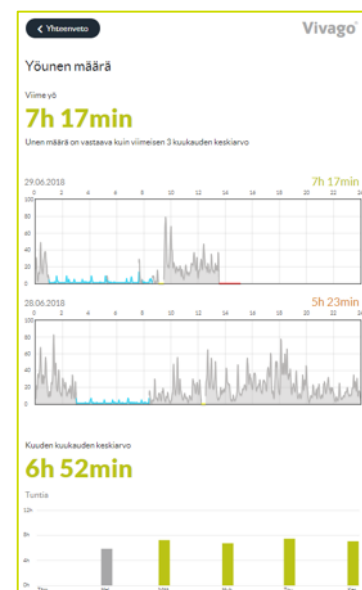 Yhteenveto
Vivago
Yöunen määrä
Viime yö
7h 17min
Unen määrä on vastaava kuin viimeisen 3 kuukauden keskiarvo
29.06.2018 7h 17min
0 2 4 6 8 10 12 14 16 18 20 22 24
100
80
60
40
20
0
28.06.2018 5h 23min
0 2 4 6 8 10 12 14 16 18 20 22 24
100
80
60
40
20
0
Kuuden kuukauden keskiarvo
6h 52min
Tuntia
12h
8h
4h
0h